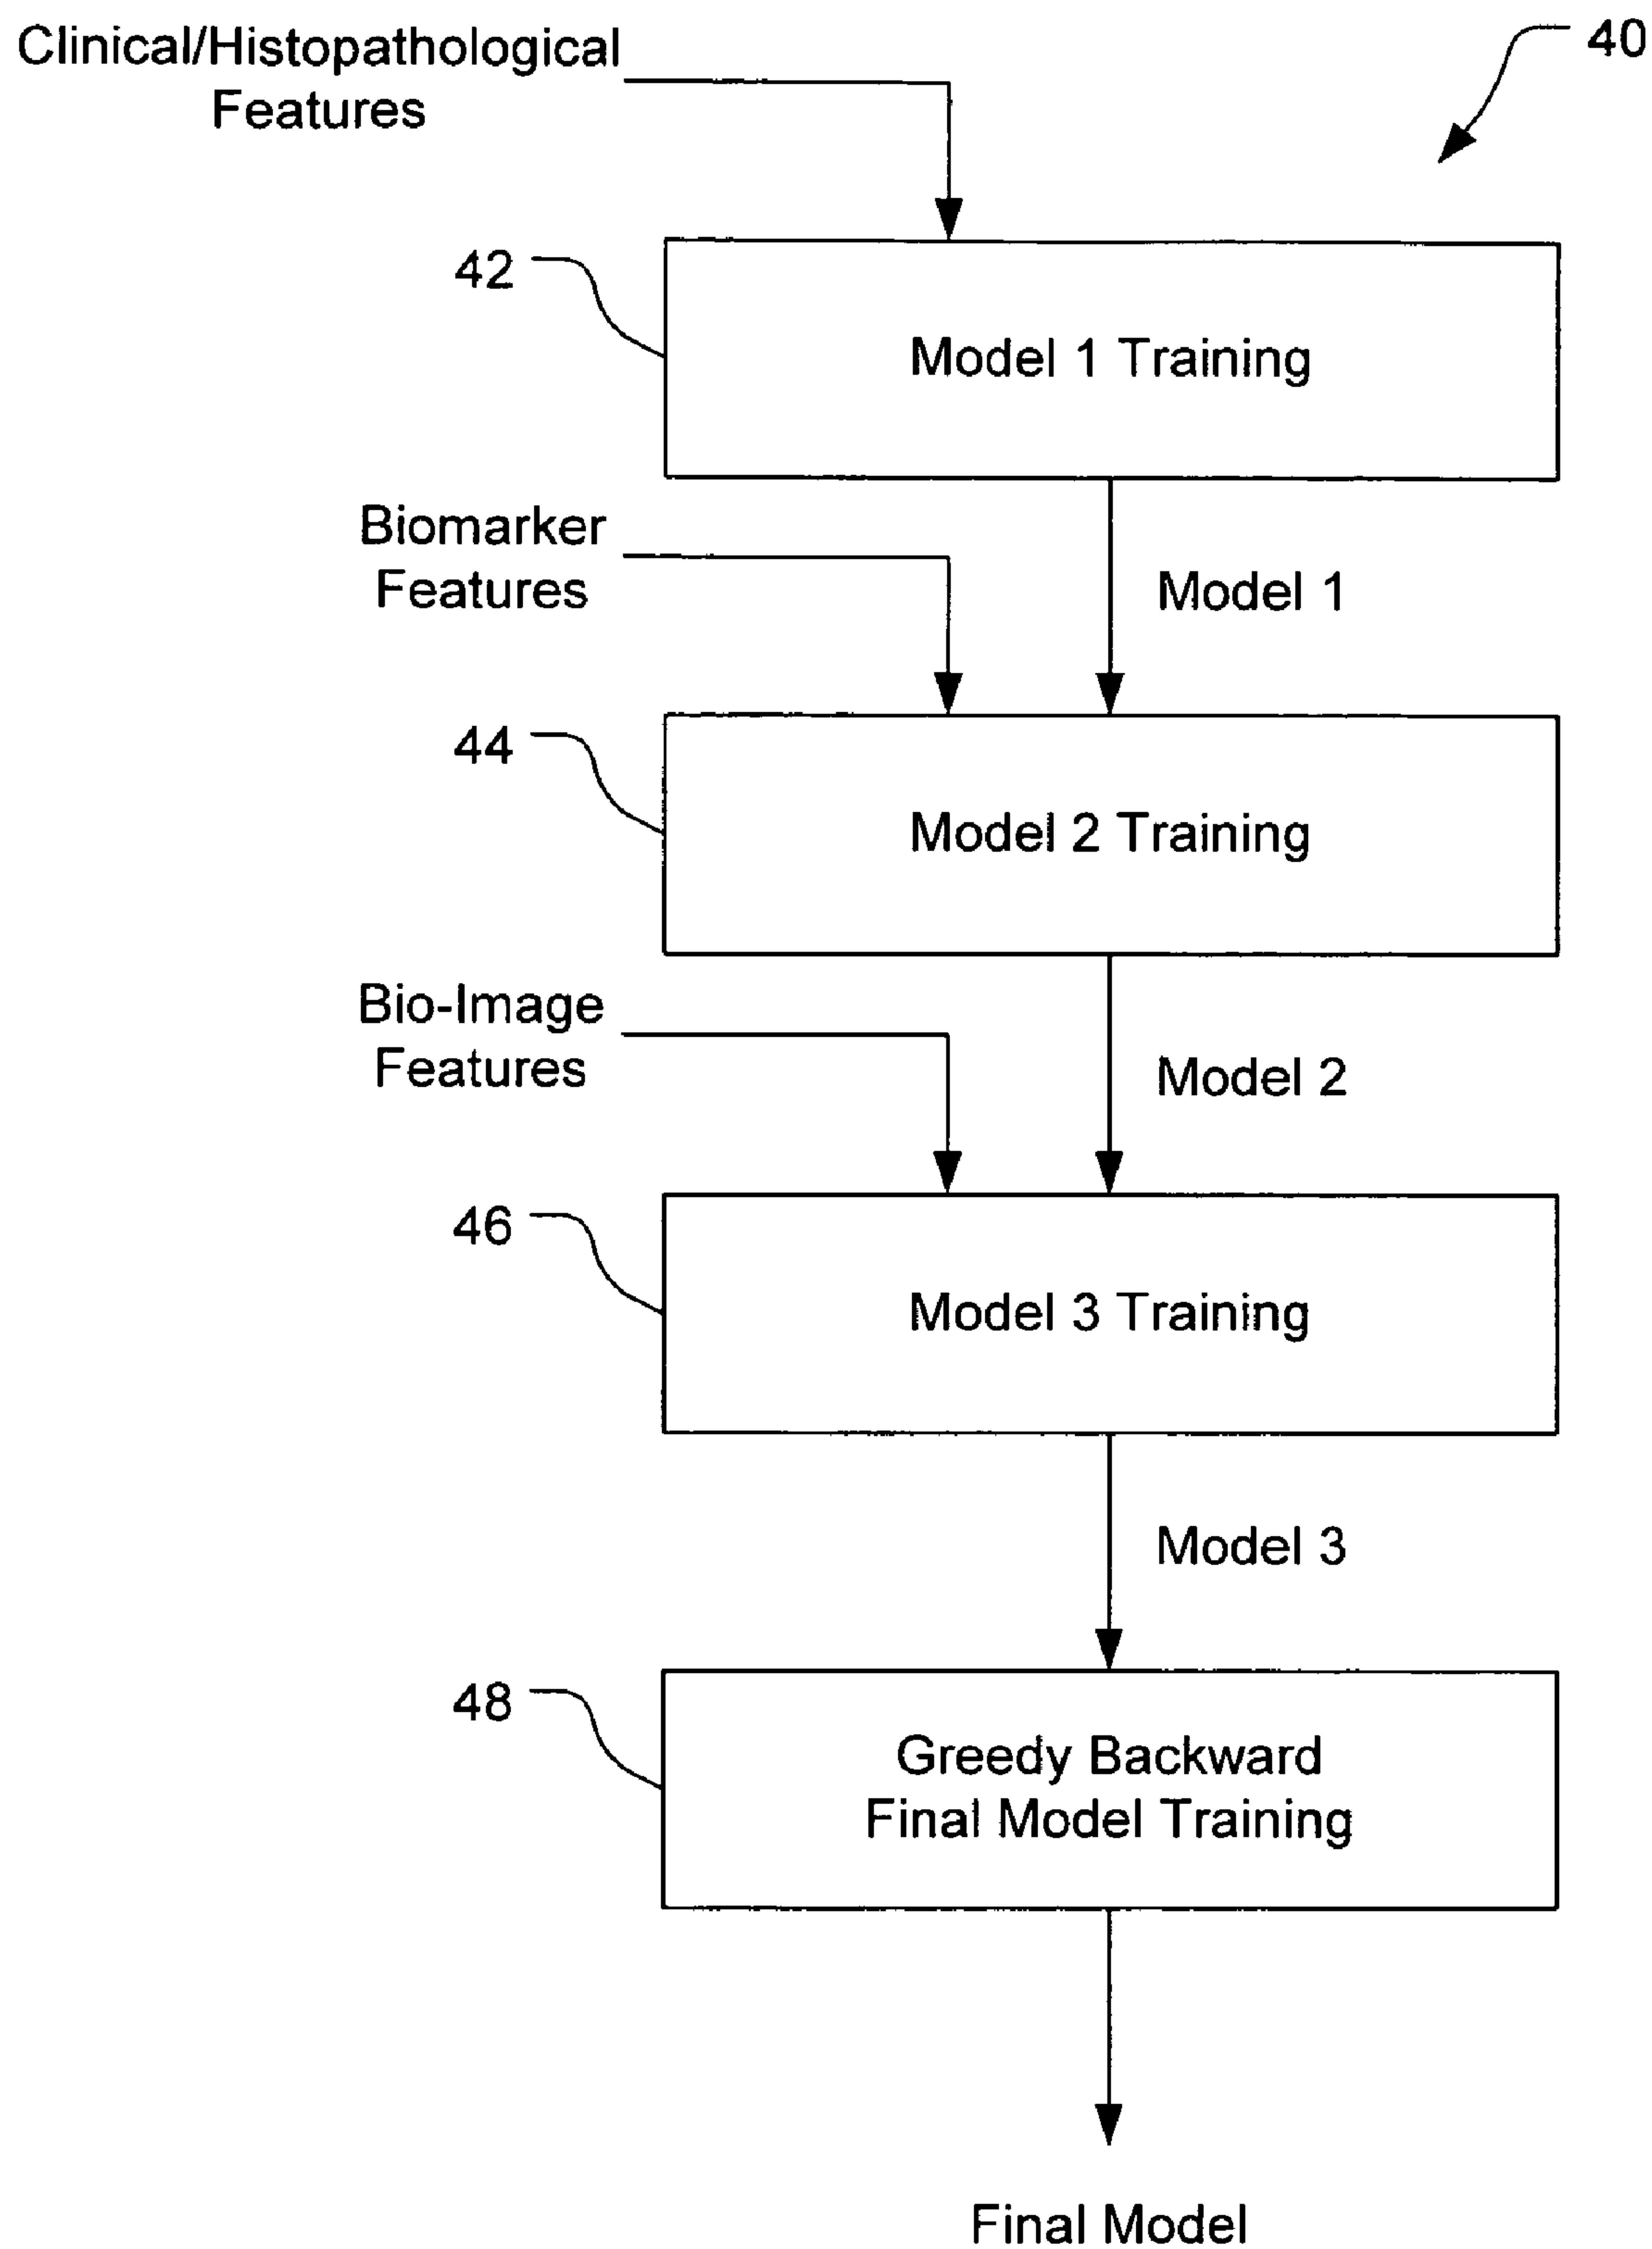 Clinical/Histopathological
Features
40
42
Model 1 Training
Biomarker
Features
Model 1
44
Model 2 Training
Bio-Image
Features
Model 2
46
Model 3 Training
Model 3
48
Greedy Backward
Final Model Training
Final Model